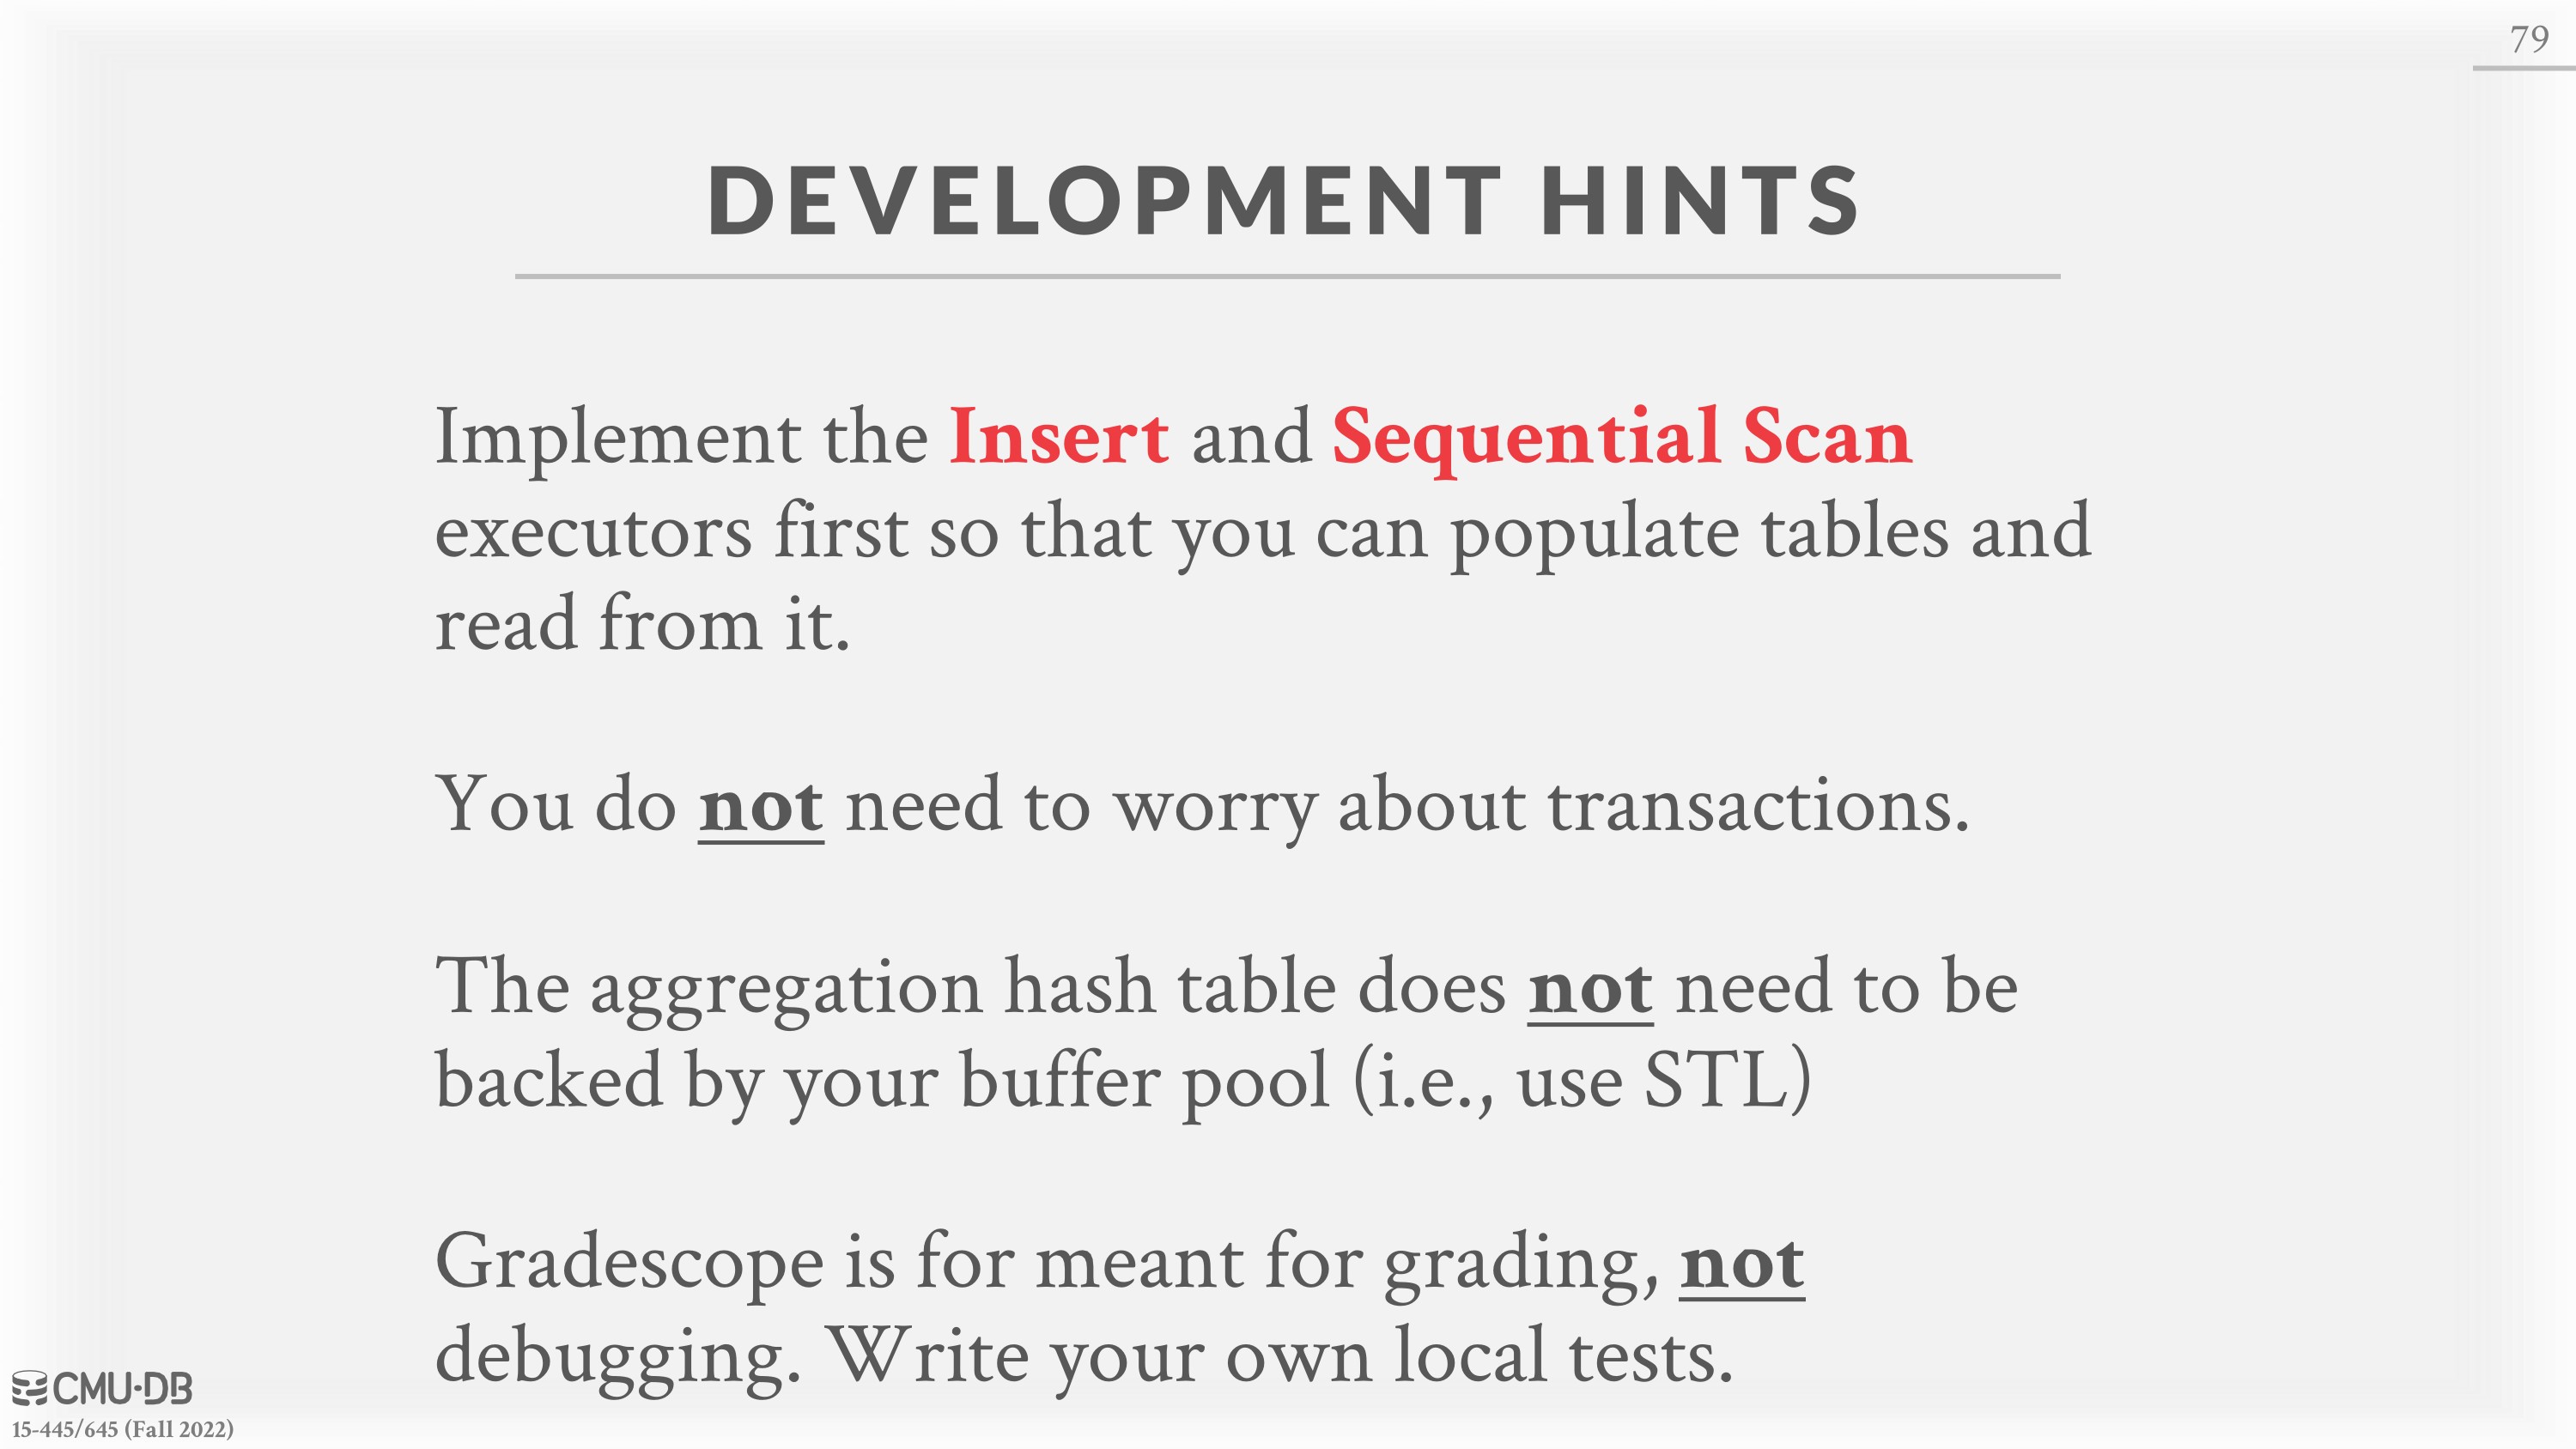 79
DEVELOPMENT HINTS
Implement the Insert and Sequential Scan
executors first so that you can populate tables and
read from it.
You do not need to worry about transactions.
The aggregation hash table does not need to be
backed by your buffer pool (i.e., use STL)
Gradescope is for meant for grading, not
debugging. Write your own local tests.
CMU·DB
15-445/645 (Fall 2022)